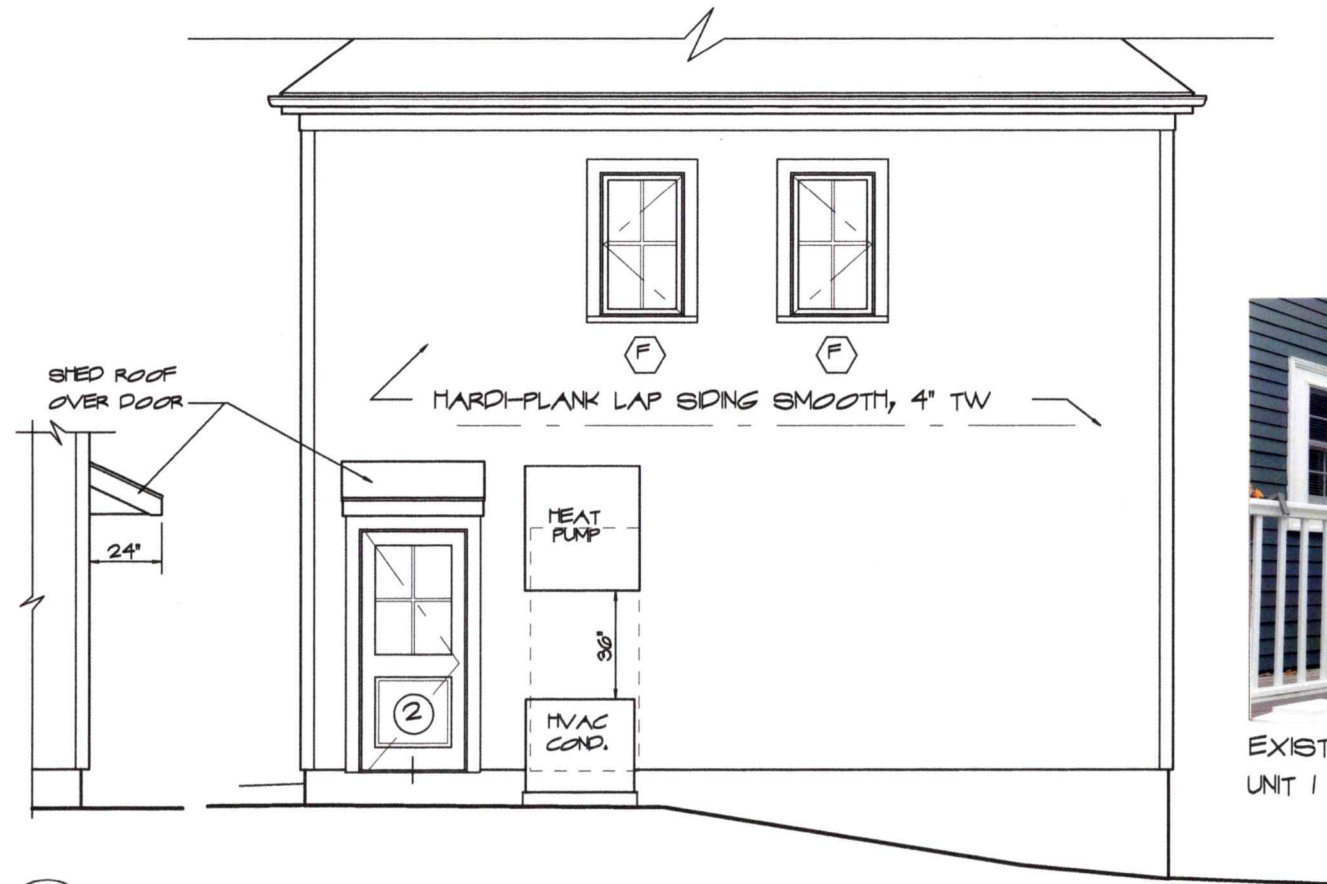 F
F
SHED ROOF
OVER DOOR
HARDI-PLANK LAP SIDING SMOOTH, 4" TW
HEAT
PUMP
24"
36"
2
HVAC
COND.
EXIST
UNIT 1